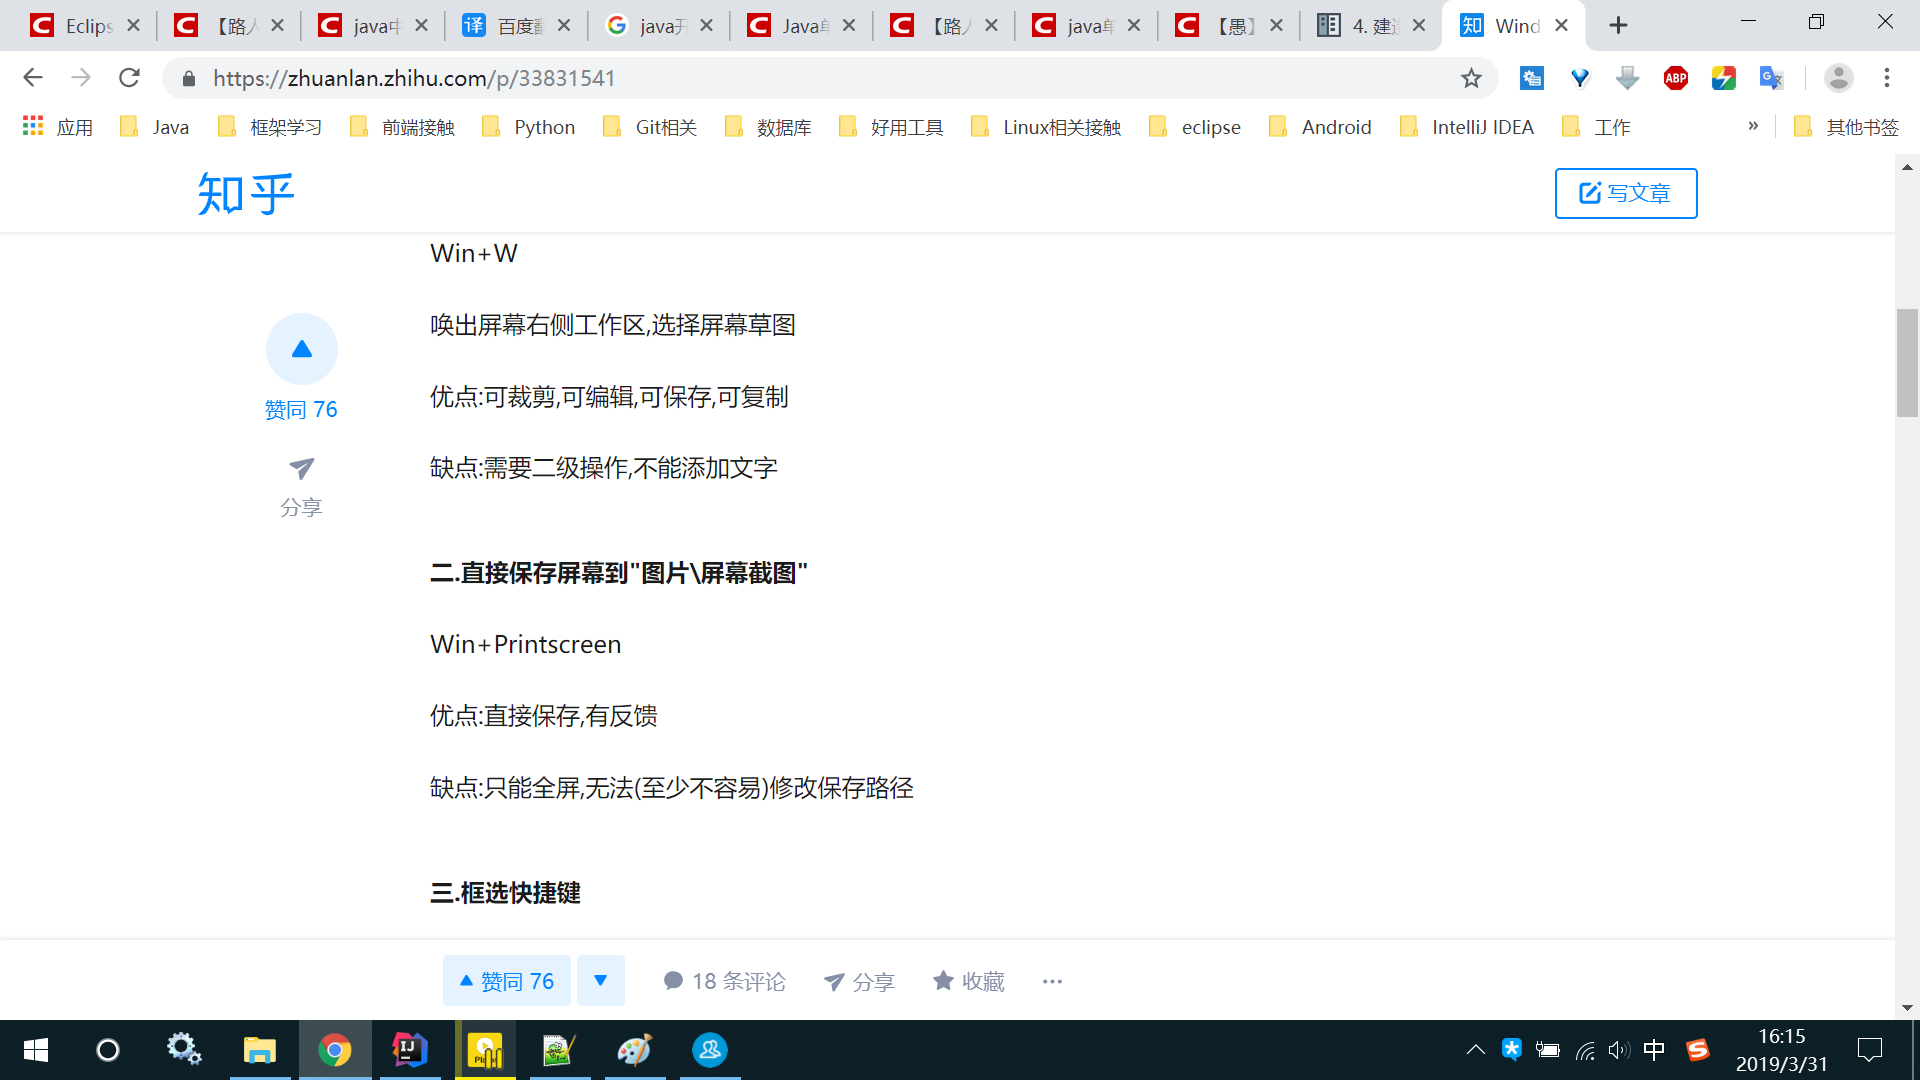 Eclips
【路人
java中
译
百度翻
java开
Java单
【路人
java单
【愚】
4. 建造
知
Wind
https://zhuanlan.zhihu.com/p/33831541
ABP
应用
Java
框架学习
前端接触
Python
Git相关
数据库
好用工具
Linux相关接触
eclipse
Android
IntelliJ IDEA
工作
»
其他书签
知乎
写文章
Win+W
唤出屏幕右侧工作区,选择屏幕草图
优点:可裁剪,可编辑,可保存,可复制
缺点:需要二级操作,不能添加文字
赞同 76
分享
二.直接保存屏幕到"图片\屏幕截图"
Win+Printscreen
优点:直接保存,有反馈
缺点:只能全屏,无法(至少不容易)修改保存路径
三.框选快捷键
赞同 76
18 条评论
分享
收藏
IJ
中
16:15
2019/3/31